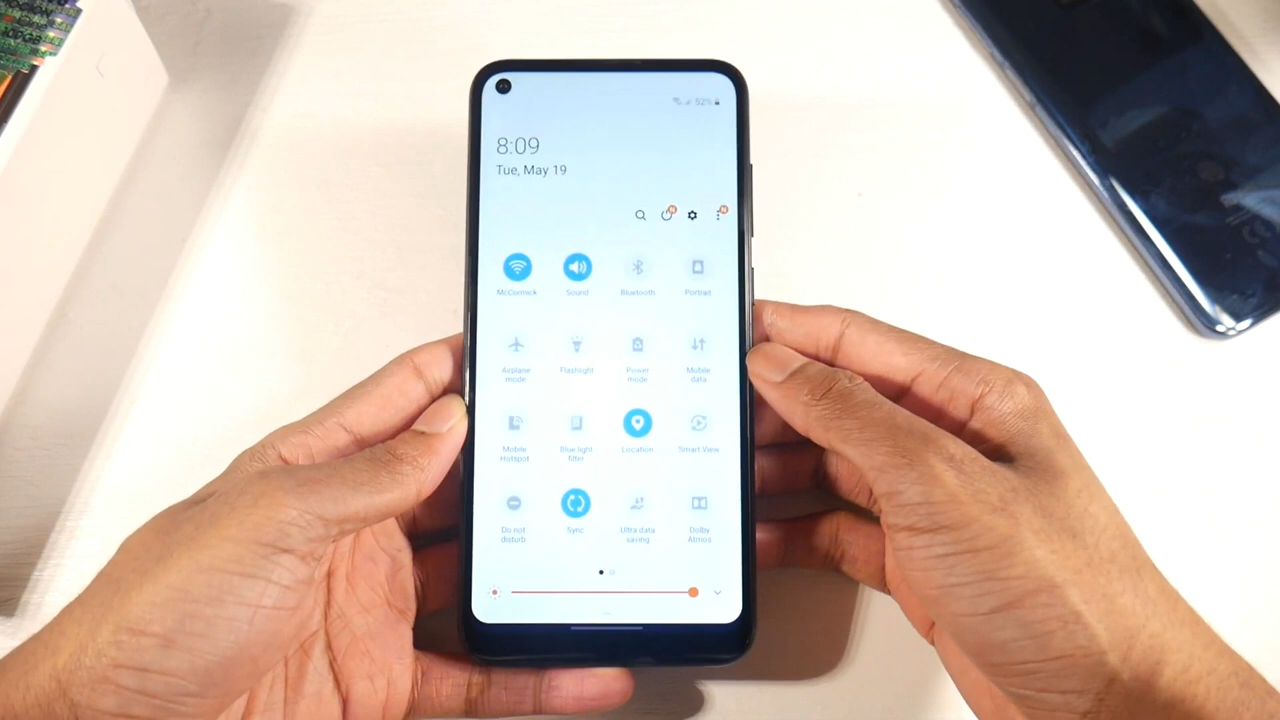 52%
8:09
Tue, May 19
N
N
McCormick
Sound
Bluetooth
Portrait
Airplane
mode
Flashlight
Power
mode
Mobile
data
Mobile
Hotspot
Blue light
filter
Location
Smart View
Do not
disturb
Sync
Ultra data
saving
Dolby
Atmos